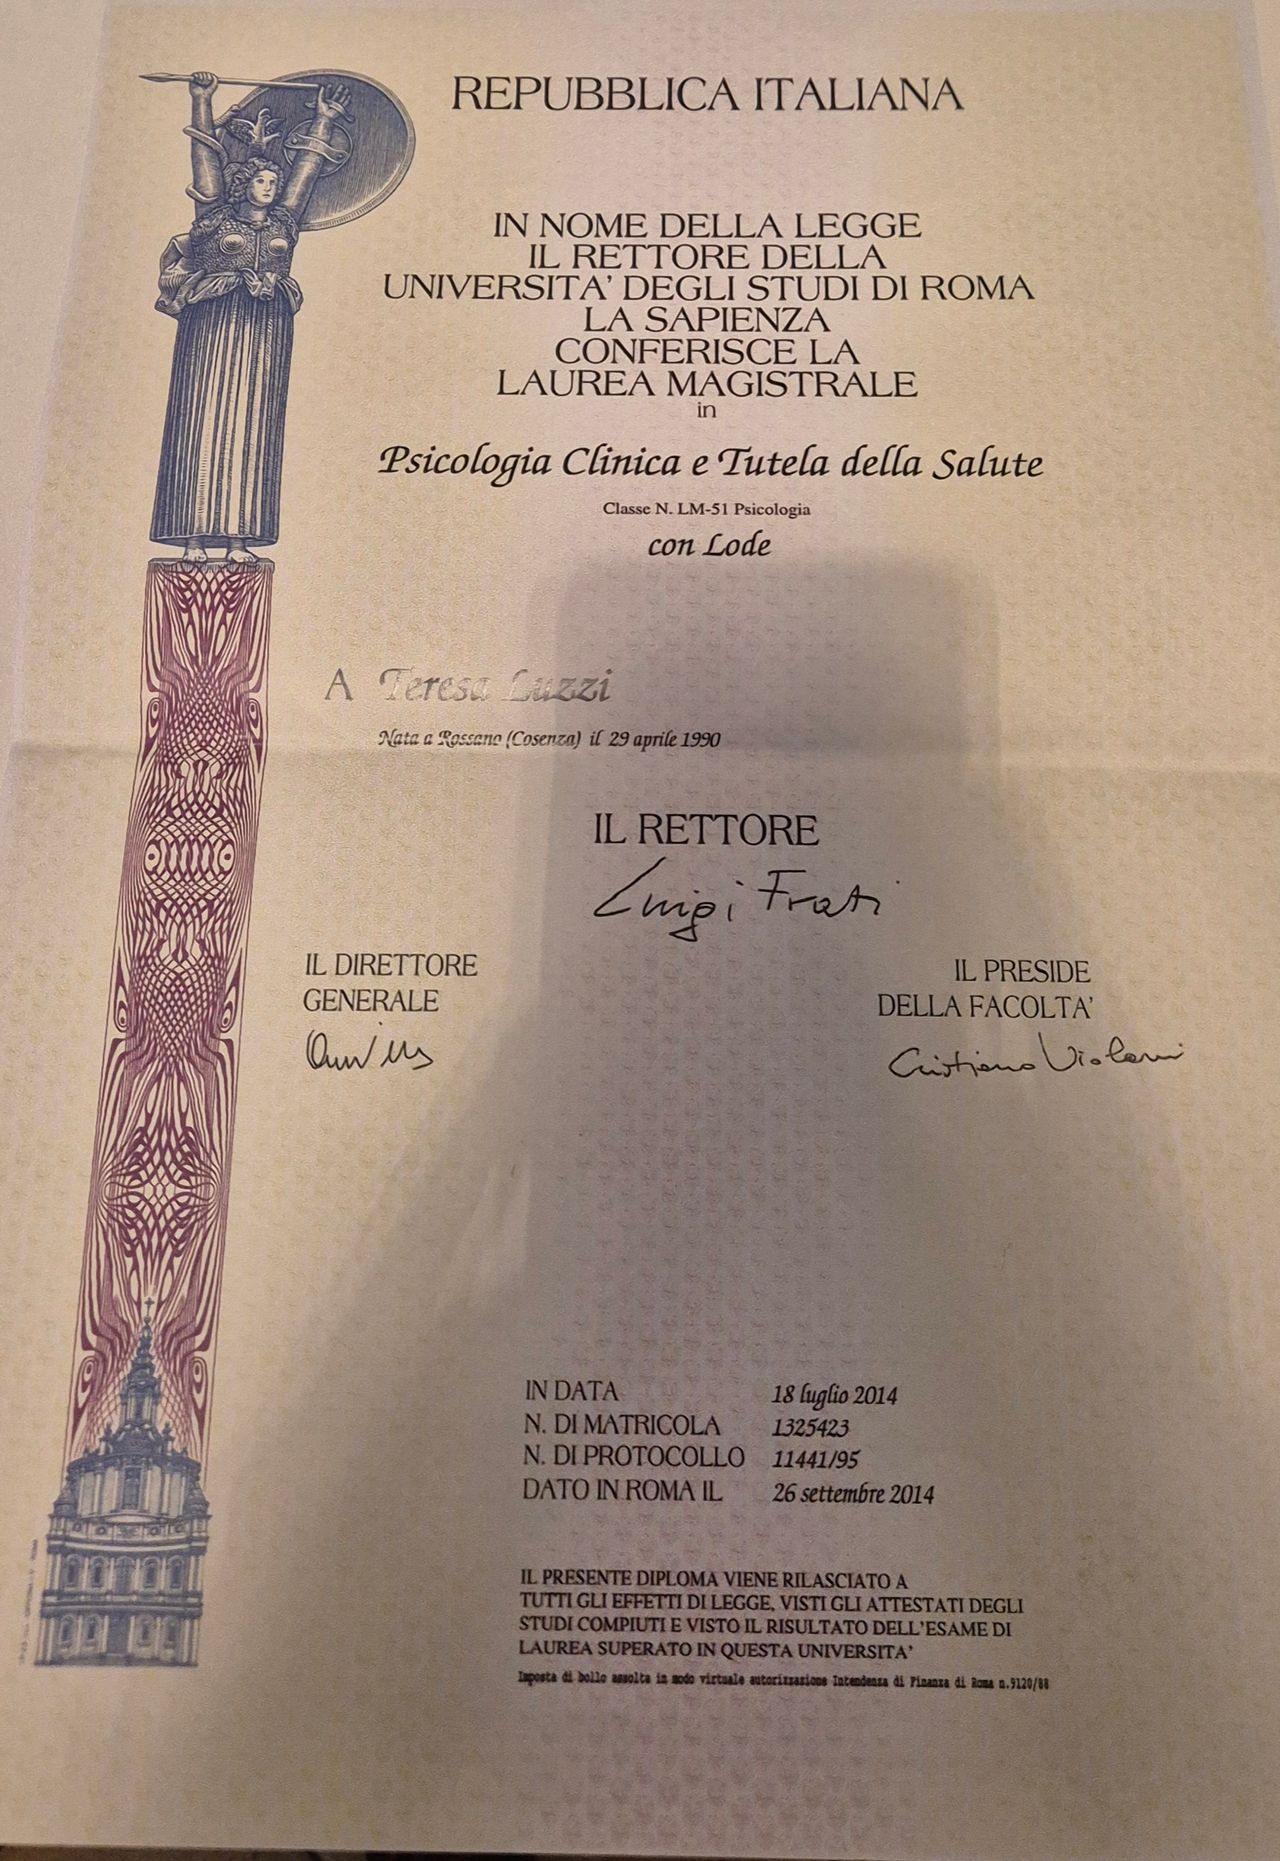 REPUBBLICA ITALIANA
IN NOME DELLA LEGGE
IL RETTORE DELLA
UNIVERSITA' DEGLI STUDI DI ROMA
LA SAPIENZA
CONFERISCE LA
LAUREA MAGISTRALE
in
Psicologia Clinica e Tutela della Salute
Classe N. LM-51 Psicologia
con Lode
A Teresa Luzzi
Nata a Rossano (Cosenza) il 29 aprile 1990
IL RETTORE
Luigi Frati
IL DIRETTORE
GENERALE
IL PRESIDE
DELLA FACOLTA'
Cristiano Violani
IN DATA 18 luglio 2014
N. DI MATRICOLA 1325423
N. DI PROTOCOLLO 11441/95
DATO IN ROMA IL 26 settembre 2014
IL PRESENTE DIPLOMA VIENE RILASCIATO A
TUTTI GLI EFFETTI DI LEGGE, VISTI GLI ATTESTATI DEGLI
STUDI COMPIUTI E VISTO IL RISULTATO DELL'ESAME DI
LAUREA SUPERATO IN QUESTA UNIVERSITA'
Imposta di bollo assolta in modo virtuale autorizzazione Intendenza di Finanza di Roma n.9120/88